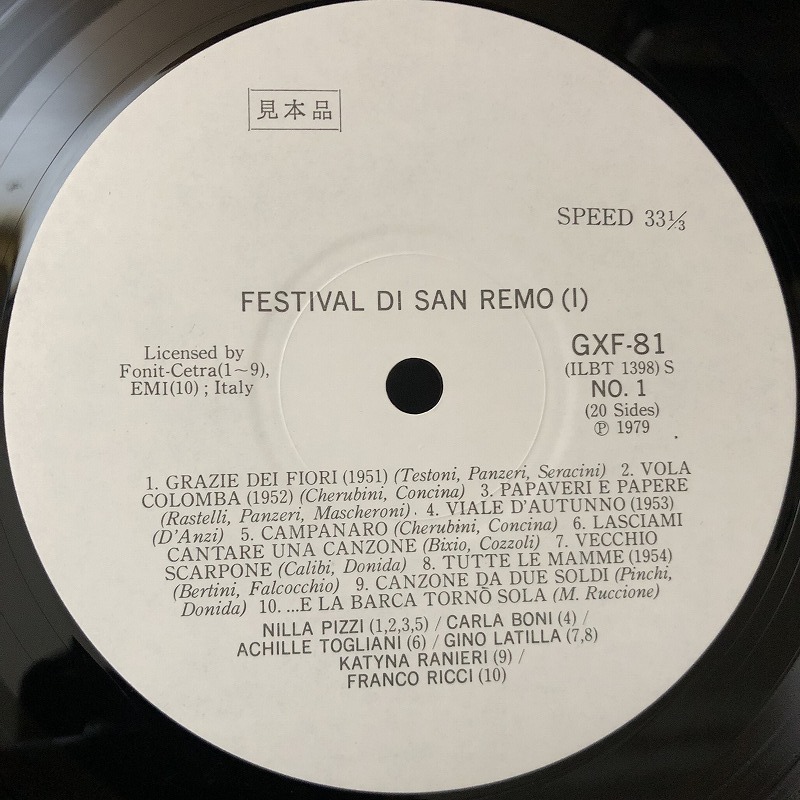 見本品
SPEED 33⅓
FESTIVAL DI SAN REMO (I)
Licensed by
Fonit-Cetra(1~9),
EMI(10) ; Italy
GXF-81
(ILBT 1398) S
NO. 1
(20 Sides)
Ⓟ 1979
1. GRAZIE DEI FIORI (1951) (Testoni, Panzeri, Seracini) 2. VOLA
COLOMBA (1952) (Cherubini, Concina) 3. PAPAVERI E PAPERE
(Rastelli, Panzeri, Mascheroni) 4. VIALE D'AUTUNNO (1953)
(D'Anzi) 5. CAMPANARO (Cherubini, Concina) 6. LASCIAMI
CANTARE UNA CANZONE (Bixio, Cozzoli) 7. VECCHIO
SCARPONE (Calibi, Donida) 8. TUTTE LE MAMME (1954)
(Bertini, Falcocchio) 9. CANZONE DA DUE SOLDI (Pinchi,
Donida) 10. ...E LA BARCA TORNÒ SOLA (M. Ruccione)
NILLA PIZZI (1,2,3,5) / CARLA BONI (4) /
ACHILLE TOGLIANI (6) / GINO LATILLA (7,8)
KATYNA RANIERI (9) /
FRANCO RICCI (10)